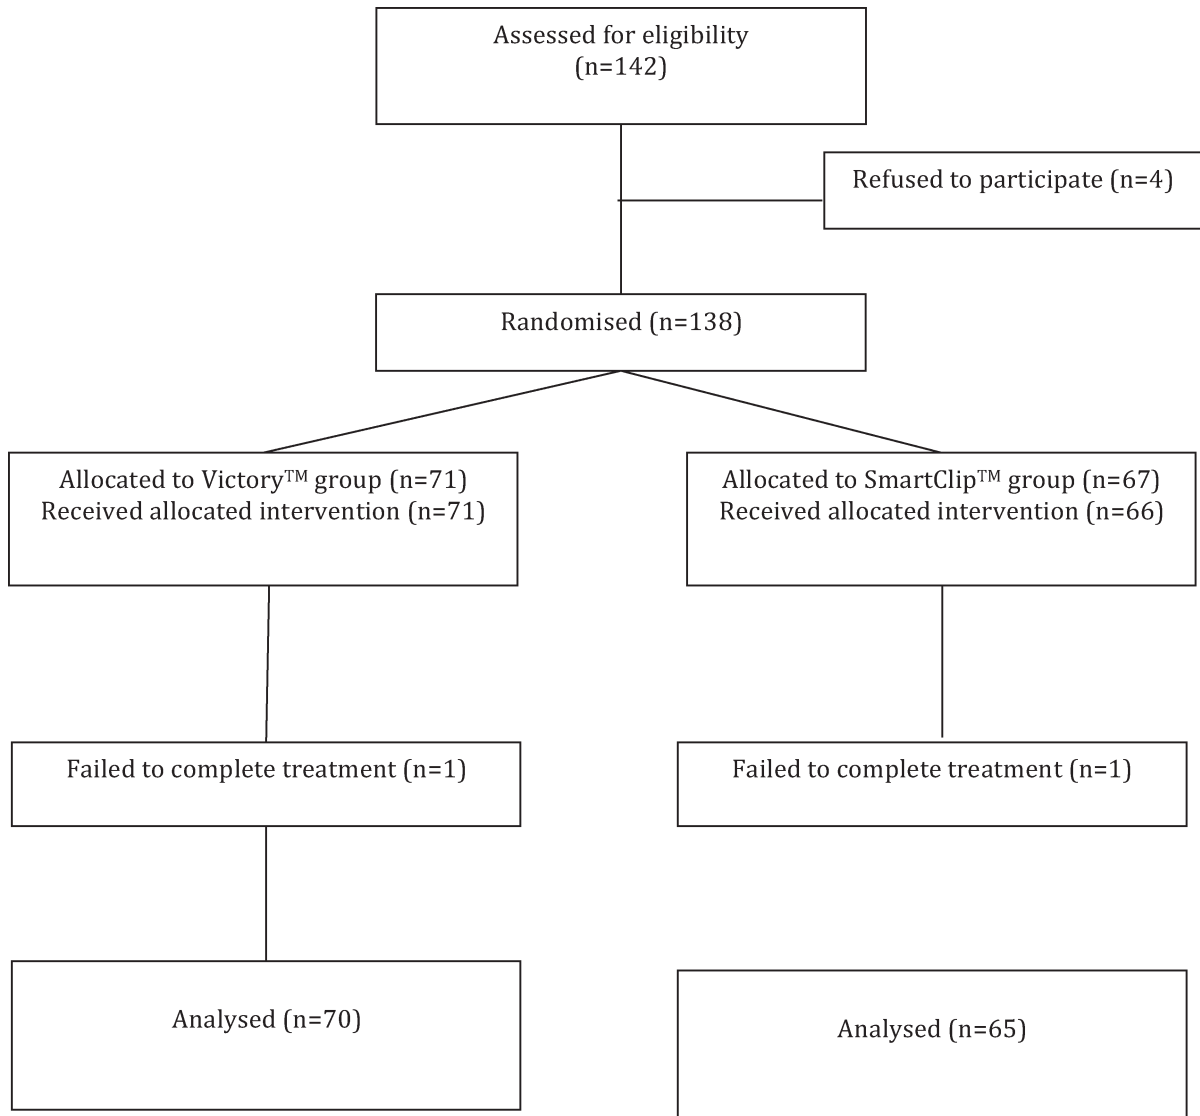 Assessed for eligibility
(n=142)
Refused to participate (n=4)
Randomised (n=138)
Allocated to Victory™ group (n=71)
Received allocated intervention (n=71)
Allocated to SmartClip™ group (n=67)
Received allocated intervention (n=66)
Failed to complete treatment (n=1)
Failed to complete treatment (n=1)
Analysed (n=70)
Analysed (n=65)